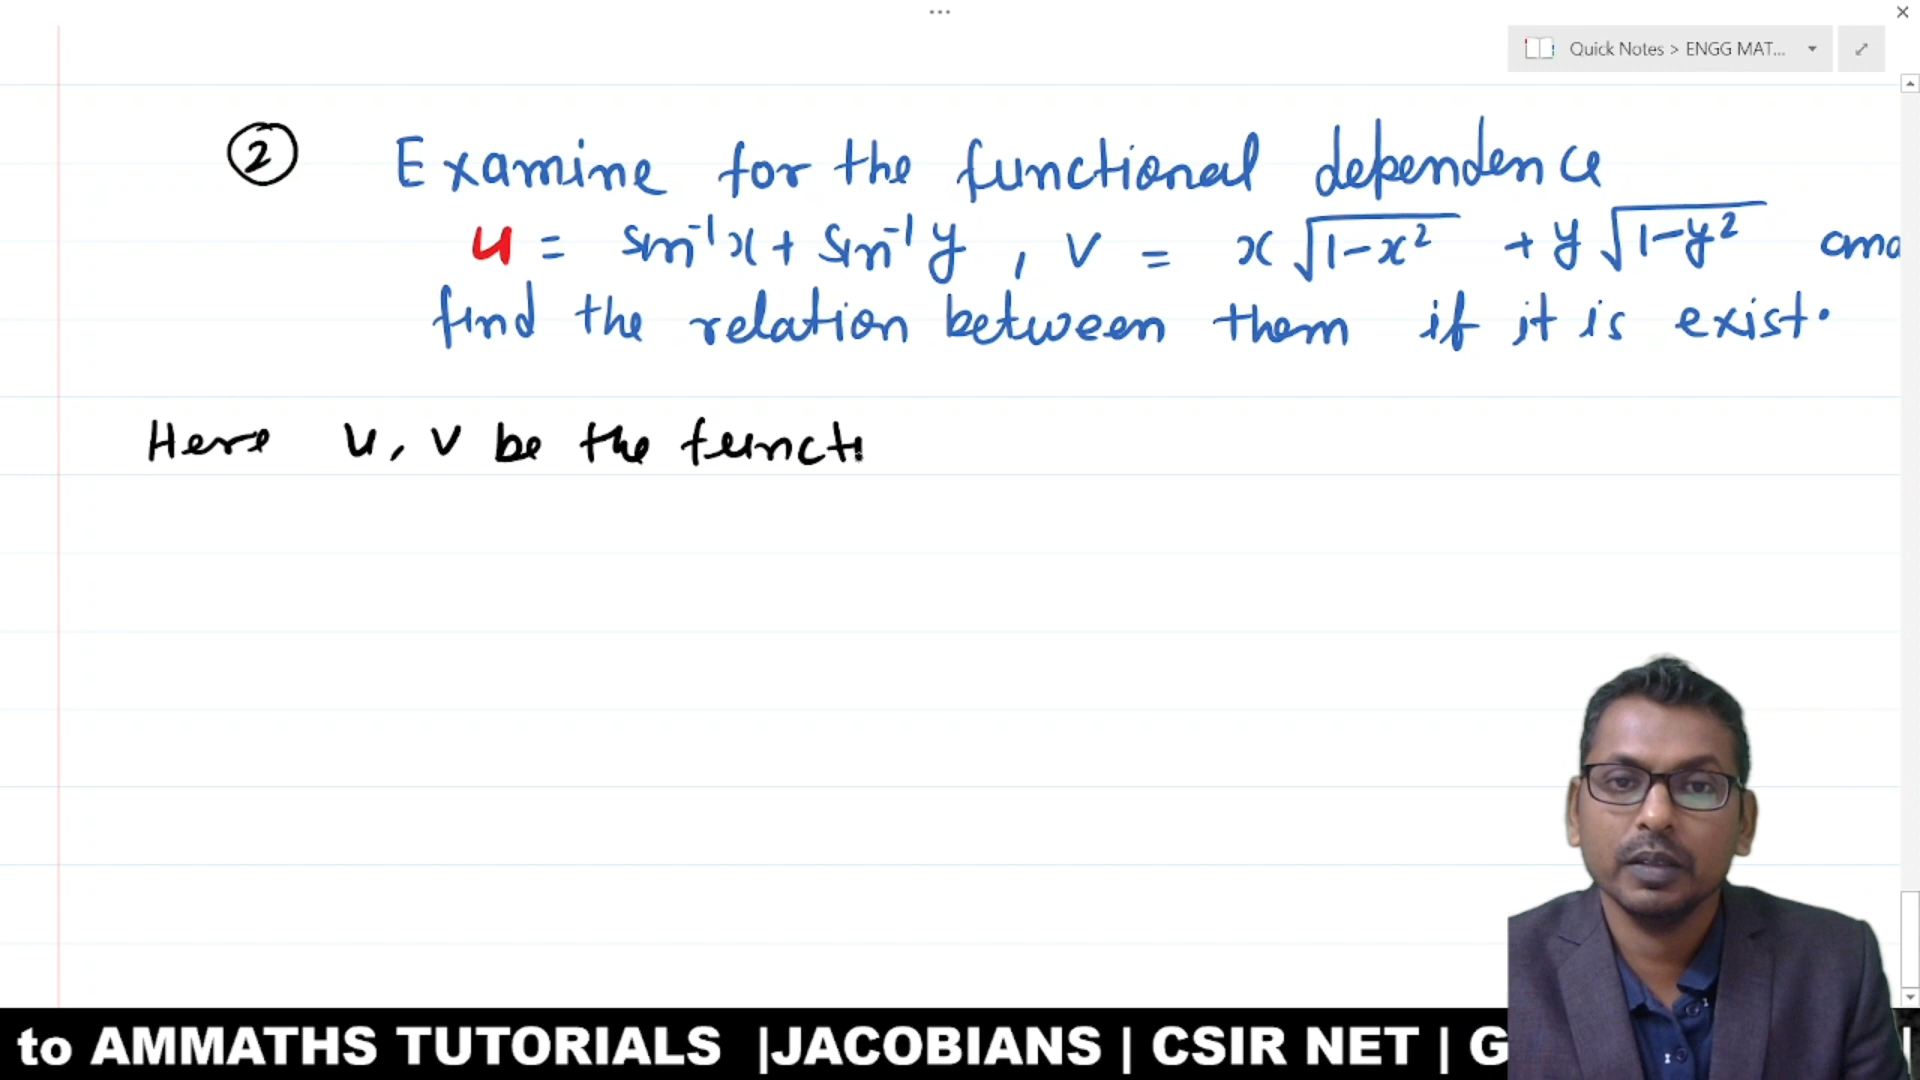 ...
Quick Notes > ENGG MAT...
② Examine for the functional dependence
u = sin⁻¹x + sin⁻¹y , v = x √1-x² + y √1-y² and
find the relation between them if it is exist.
Here u, v be the functi
to AMMATHS TUTORIALS |JACOBIANS | CSIR NET | G